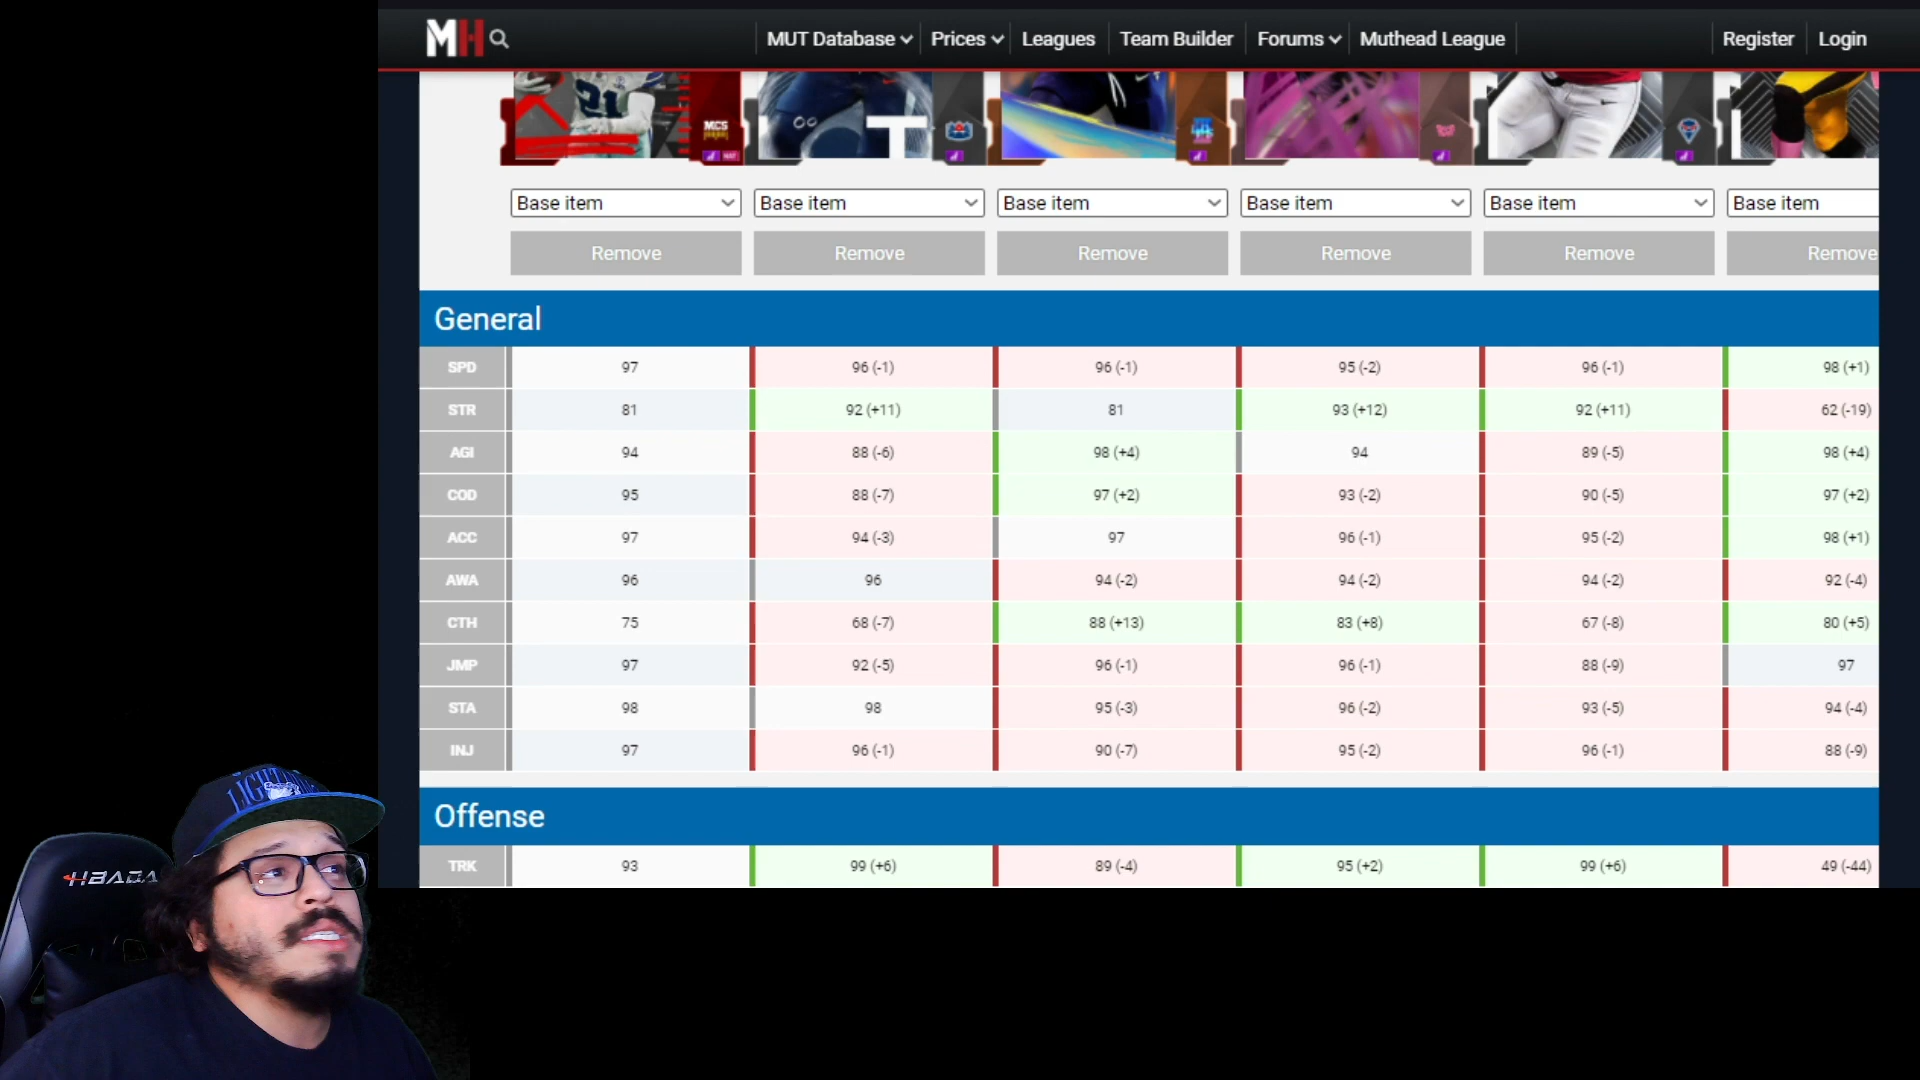 MH MUT Database Prices Leagues Team Builder Forums Muthead League Register Login
21 MCS NAT
Base item Base item Base item Base item Base item Base item
Remove Remove Remove Remove Remove Remove
General
SPD 97 96 (-1) 96 (-1) 95 (-2) 96 (-1) 98 (+1)
STR 81 92 (+11) 81 93 (+12) 92 (+11) 62 (-19)
AGI 94 88 (-6) 98 (+4) 94 89 (-5) 98 (+4)
COD 95 88 (-7) 97 (+2) 93 (-2) 90 (-5) 97 (+2)
ACC 97 94 (-3) 97 96 (-1) 95 (-2) 98 (+1)
AWA 96 96 94 (-2) 94 (-2) 94 (-2) 92 (-4)
CTH 75 68 (-7) 88 (+13) 83 (+8) 67 (-8) 80 (+5)
JMP 97 92 (-5) 96 (-1) 96 (-1) 88 (-9) 97
STA 98 98 95 (-3) 96 (-2) 93 (-5) 94 (-4)
INJ 97 96 (-1) 90 (-7) 95 (-2) 96 (-1) 88 (-9)
Offense
TRK 93 99 (+6) 89 (-4) 95 (+2) 99 (+6) 49 (-44)
HBADA